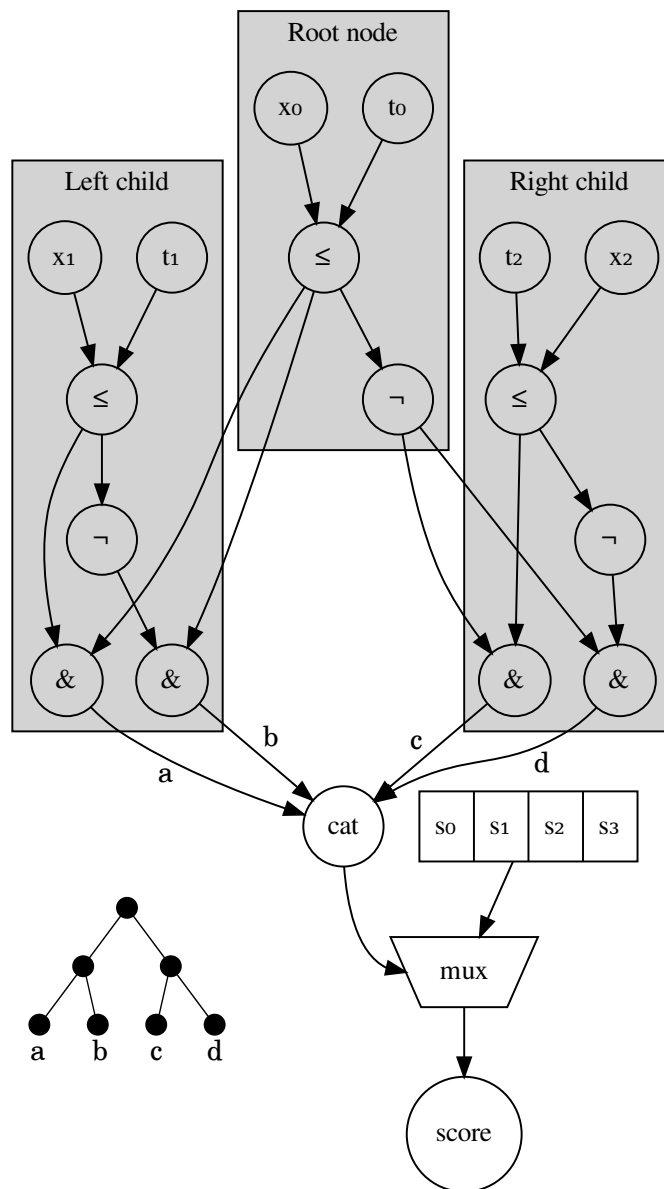 Root node
x₀ t₀
Left child
Right child
x₁ t₁
≤
t₂ x₂
≤
¬
≤
¬
¬
& &
& &
b
c
a
d
cat
s₀ s₁ s₂ s₃
mux
a b c d
score